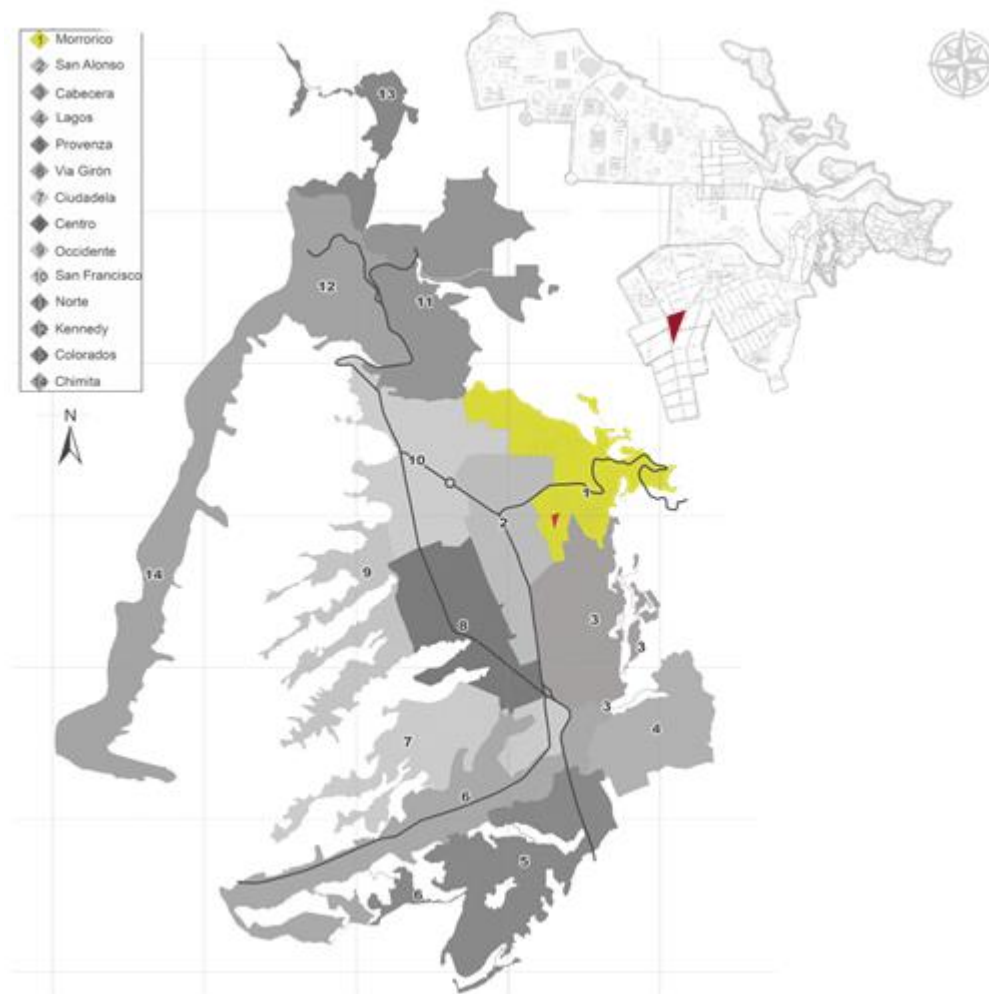 1 Morrorico
2 San Alonso
3 Cabecera
4 Lagos
5 Provenza
6 Via Girón
7 Ciudadela
Centro
9 Occidente
10 San Francisco
11 Norte
12 Kennedy
Colorados
14 Chimita
N
13
12
11
10
1
2
14
9
3
8
3
3
4
7
6
5
6